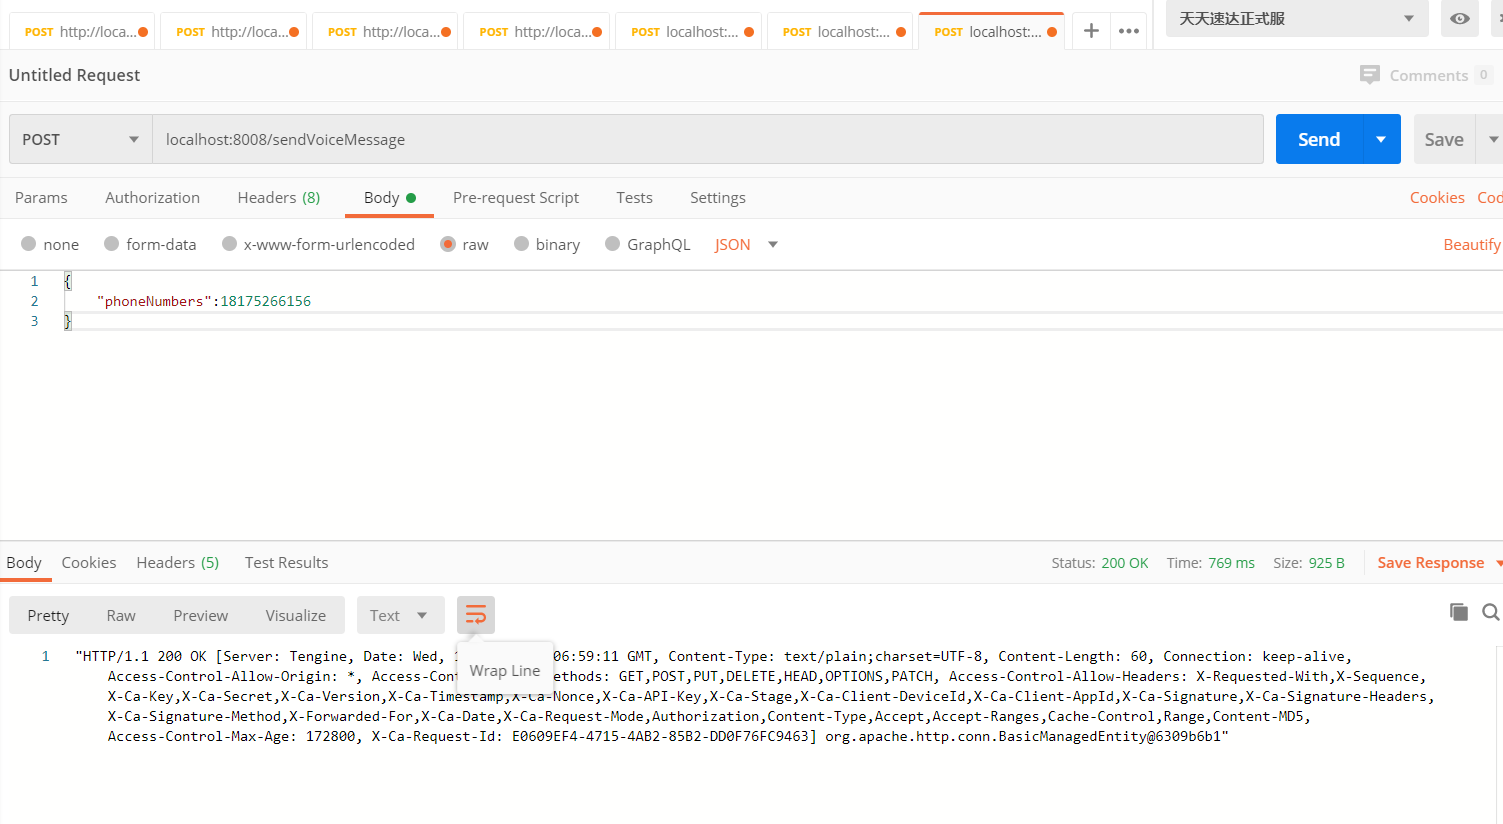 POST http://loca... POST http://loca... POST http://loca... POST http://loca... POST localhost:... POST localhost:... POST localhost:... 天天速达正式服
Untitled Request Comments 0
POST localhost:8008/sendVoiceMessage Send Save
Params Authorization Headers (8) Body Pre-request Script Tests Settings Cookies Cod
none form-data x-www-form-urlencoded raw binary GraphQL JSON Beautify
1 {
2 "phoneNumbers":18175266156
3 }
Body Cookies Headers (5) Test Results Status: 200 OK Time: 769 ms Size: 925 B Save Response
Pretty Raw Preview Visualize Text
Wrap Line
1 "HTTP/1.1 200 OK [Server: Tengine, Date: Wed, 06:59:11 GMT, Content-Type: text/plain;charset=UTF-8, Content-Length: 60, Connection: keep-alive,
Access-Control-Allow-Origin: *, Access-Cont ethods: GET,POST,PUT,DELETE,HEAD,OPTIONS,PATCH, Access-Control-Allow-Headers: X-Requested-With,X-Sequence,
X-Ca-Key,X-Ca-Secret,X-Ca-Version,X-Ca-Timestamp,X-Ca-Nonce,X-Ca-API-Key,X-Ca-Stage,X-Ca-Client-DeviceId,X-Ca-Client-AppId,X-Ca-Signature,X-Ca-Signature-Headers,
X-Ca-Signature-Method,X-Forwarded-For,X-Ca-Date,X-Ca-Request-Mode,Authorization,Content-Type,Accept,Accept-Ranges,Cache-Control,Range,Content-MD5,
Access-Control-Max-Age: 172800, X-Ca-Request-Id: E0609EF4-4715-4AB2-85B2-DD0F76FC9463] org.apache.http.conn.BasicManagedEntity@6309b6b1"